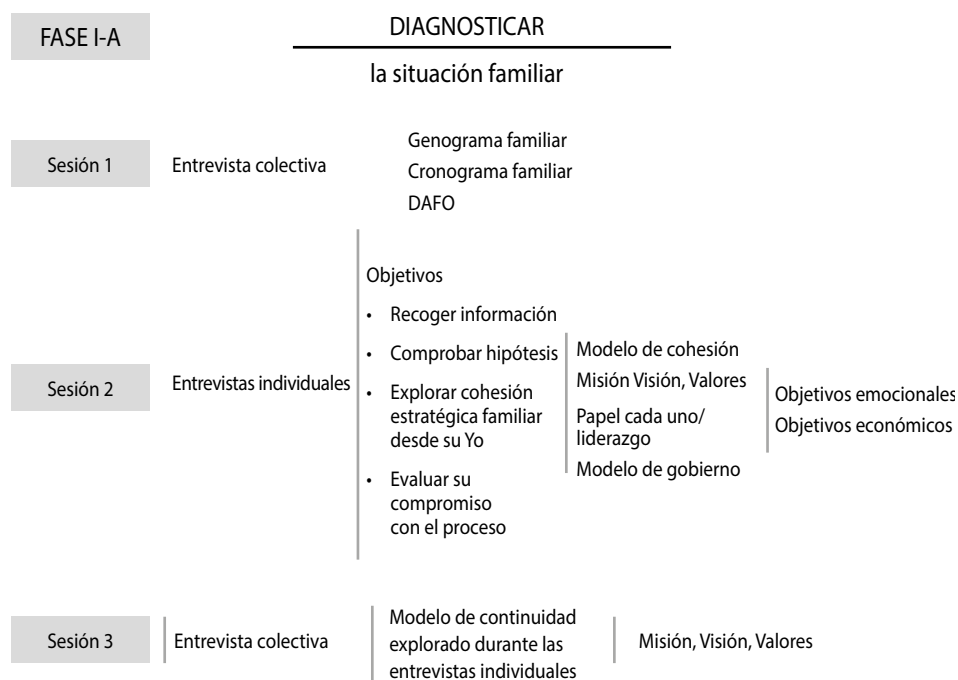 FASE I-A
DIAGNOSTICAR
la situación familiar
Sesión 1
Entrevista colectiva
Genograma familiar
Cronograma familiar
DAFO
Sesión 2
Entrevistas individuales
Objetivos
• Recoger información
• Comprobar hipótesis
• Explorar cohesión
estratégica familiar
desde su Yo
• Evaluar su
compromiso
con el proceso
Modelo de cohesión
Misión Visión, Valores
Papel cada uno/
liderazgo
Modelo de gobierno
Objetivos emocionales
Objetivos económicos
Sesión 3
Entrevista colectiva
Modelo de continuidad
explorado durante las
entrevistas individuales
Misión, Visión, Valores